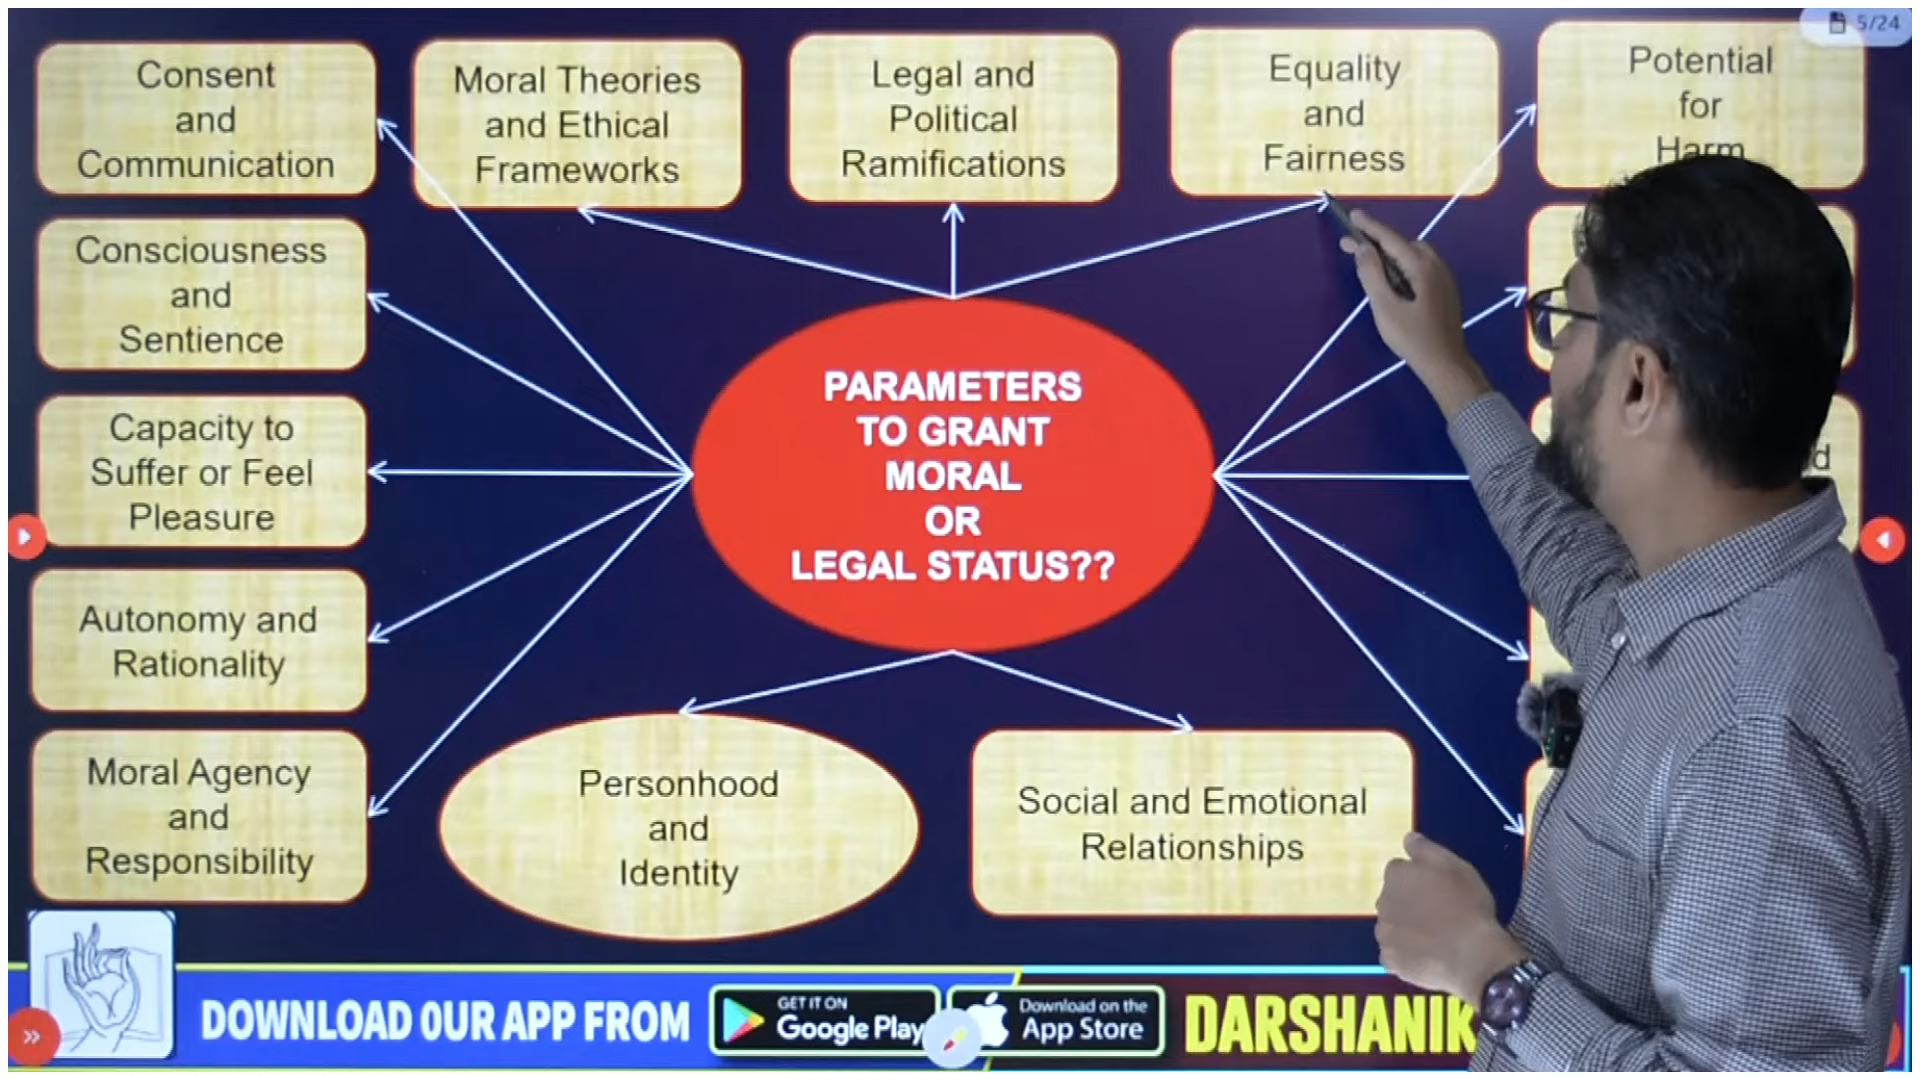 5/24
Consent
and
Communication
Moral Theories
and Ethical
Frameworks
Legal and
Political
Ramifications
Equality
and
Fairness
Potential
for
Harm
Consciousness
and
Sentience
Capacity to
Suffer or Feel
Pleasure
Autonomy and
Rationality
Moral Agency
and
Responsibility
PARAMETERS
TO GRANT
MORAL
OR
LEGAL STATUS??
Personhood
and
Identity
Social and Emotional
Relationships
DOWNLOAD OUR APP FROM
GET IT ON
Google Play
Download on the
App Store
DARSHANIK